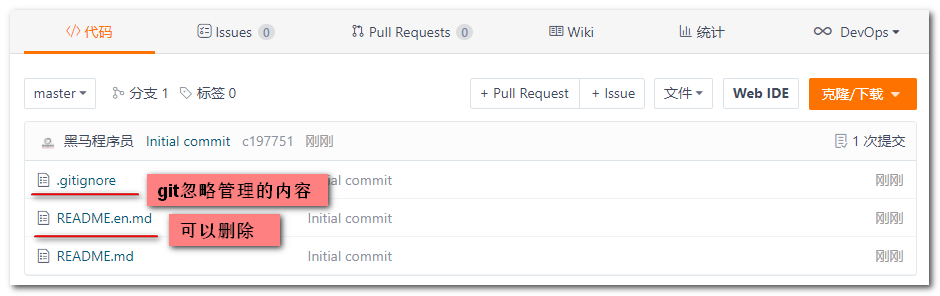 代码 Issues 0 Pull Requests 0 Wiki 统计 DevOps
master 分支 1 标签 0 + Pull Request + Issue 文件 Web IDE 克隆/下载
黑马程序员 Initial commit c197751 刚刚 1 次提交
.gitignore git忽略管理的内容 commit 刚刚
README.en.md 可以删除 Initial commit 刚刚
README.md Initial commit 刚刚